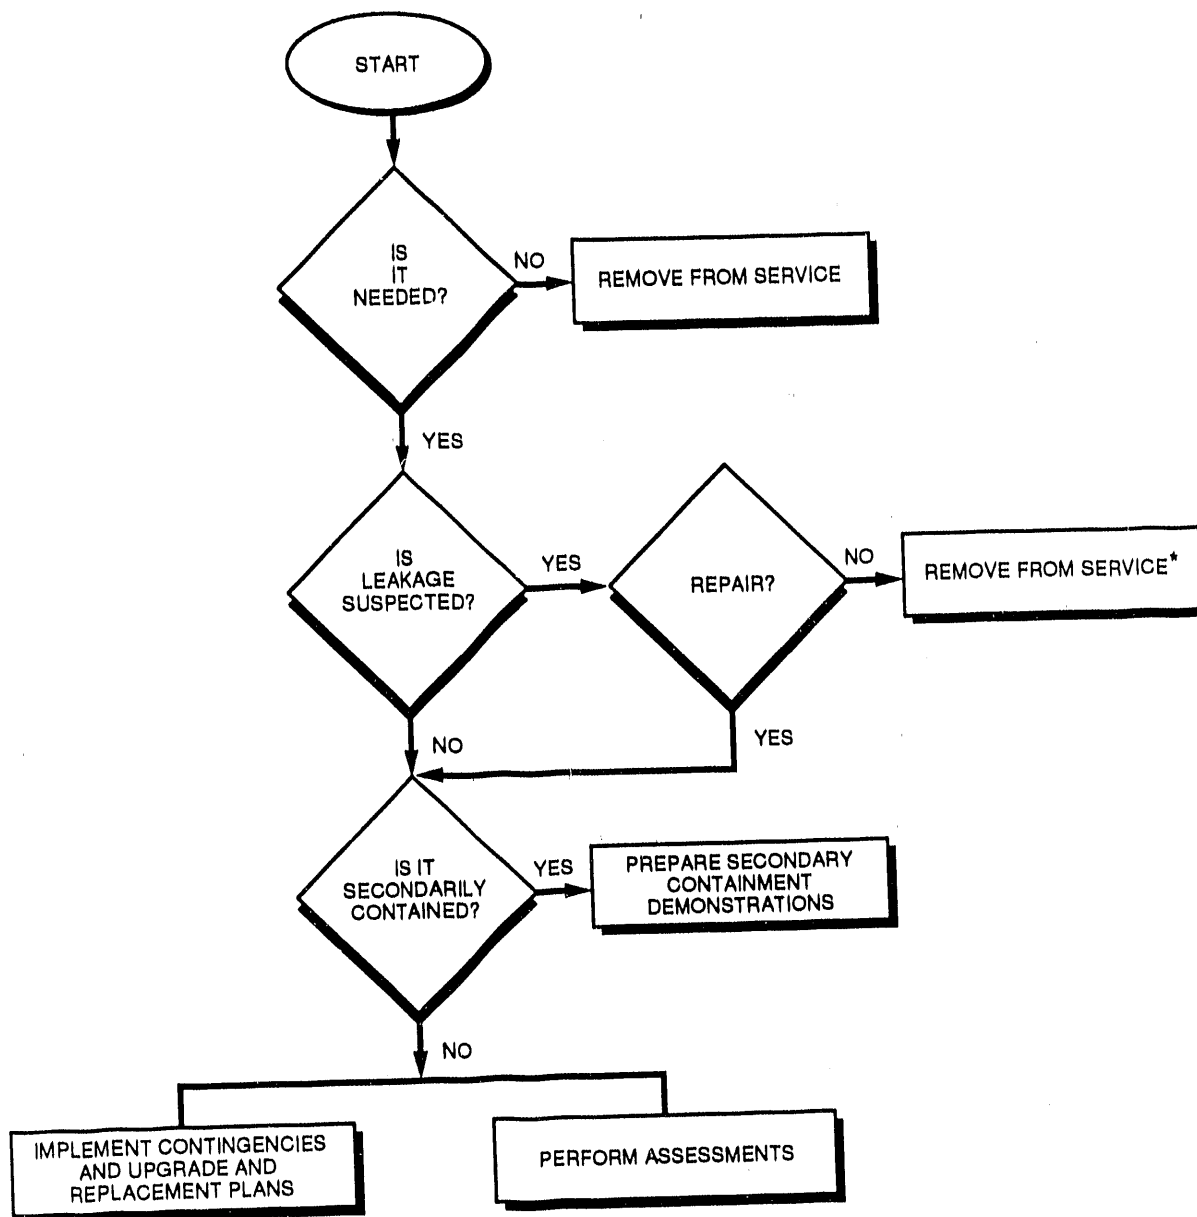 START
IS
IT
NEEDED?
NO
REMOVE FROM SERVICE
YES
IS
LEAKAGE
SUSPECTED?
YES
REPAIR?
NO
REMOVE FROM SERVICE*
NO
YES
IS IT
SECONDARILY
CONTAINED?
YES
PREPARE SECONDARY
CONTAINMENT
DEMONSTRATIONS
NO
IMPLEMENT CONTINGENCIES
AND UPGRADE AND
REPLACEMENT PLANS
PERFORM ASSESSMENTS